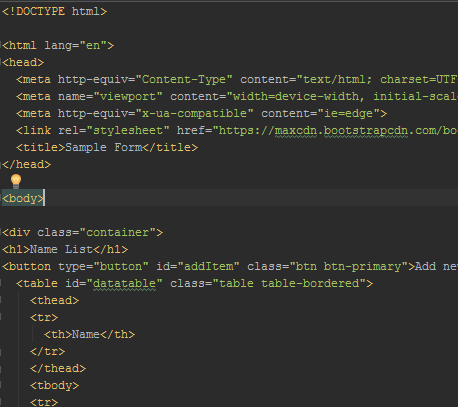 <!DOCTYPE html>
<html lang="en">
<head>
<meta http-equiv="Content-Type" content="text/html; charset=UTF
<meta name="viewport" content="width=device-width, initial-scal
<meta http-equiv="x-ua-compatible" content="ie=edge">
<link rel="stylesheet" href="https://maxcdn.bootstrapcdn.com/bo
<title>Sample Form</title>
</head>
<body>
<div class="container">
<h1>Name List</h1>
<button type="button" id="addItem" class="btn btn-primary">Add ne
<table id="datatable" class="table table-bordered">
<thead>
<tr>
<th>Name</th>
</tr>
</thead>
<tbody>
<tr>